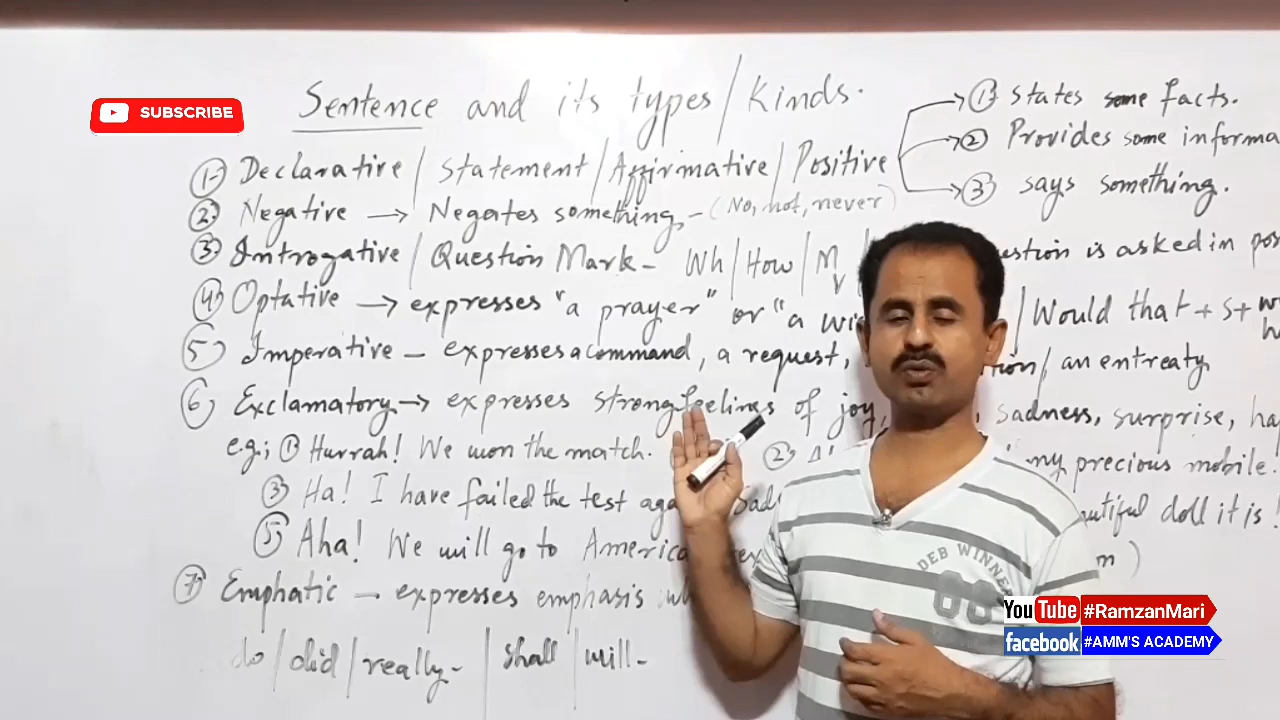 SUBSCRIBE
Sentence and its types/Kinds.
① States some facts.
② Provides some informa
③ says something.
① Declarative/Statement/Affirmative/Positive
② Negative → Negates something - (No, not, never)
③ Introgative/Question Mark - Wh/How/ estion is asked in pos
④ Optative → expresses "a prayer" or "a wi /Would that + S +
⑤ Imperative - expresses a command, a request, tion/an entreaty
⑥ Exclamatory → expresses strong feelings of joy, sadness, surprise, ha
e.g; ① Hurrah! We won the match. ② my precious mobile.
③ Ha! I have failed the test aga Sad utiful doll it is!
⑤ Aha! We will go to America m)
⑦ Emphatic - expresses emphasis
do/did/really - /shall/will -
DEB WINNE
YouTube #RamzanMari
facebook #AMM'S ACADEMY